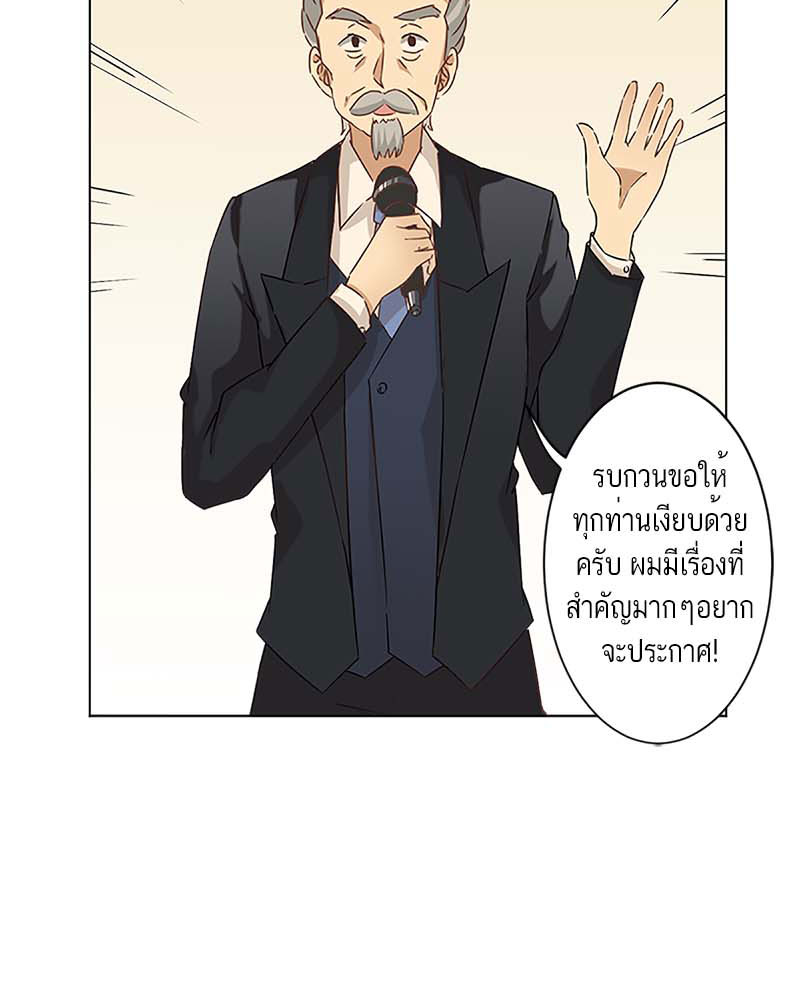 รบกวนขอให้
ทุกท่านเงียบด้วย
ครับ ผมมีเรื่องที่
สำคัญมากๆอยาก
จะประกาศ!